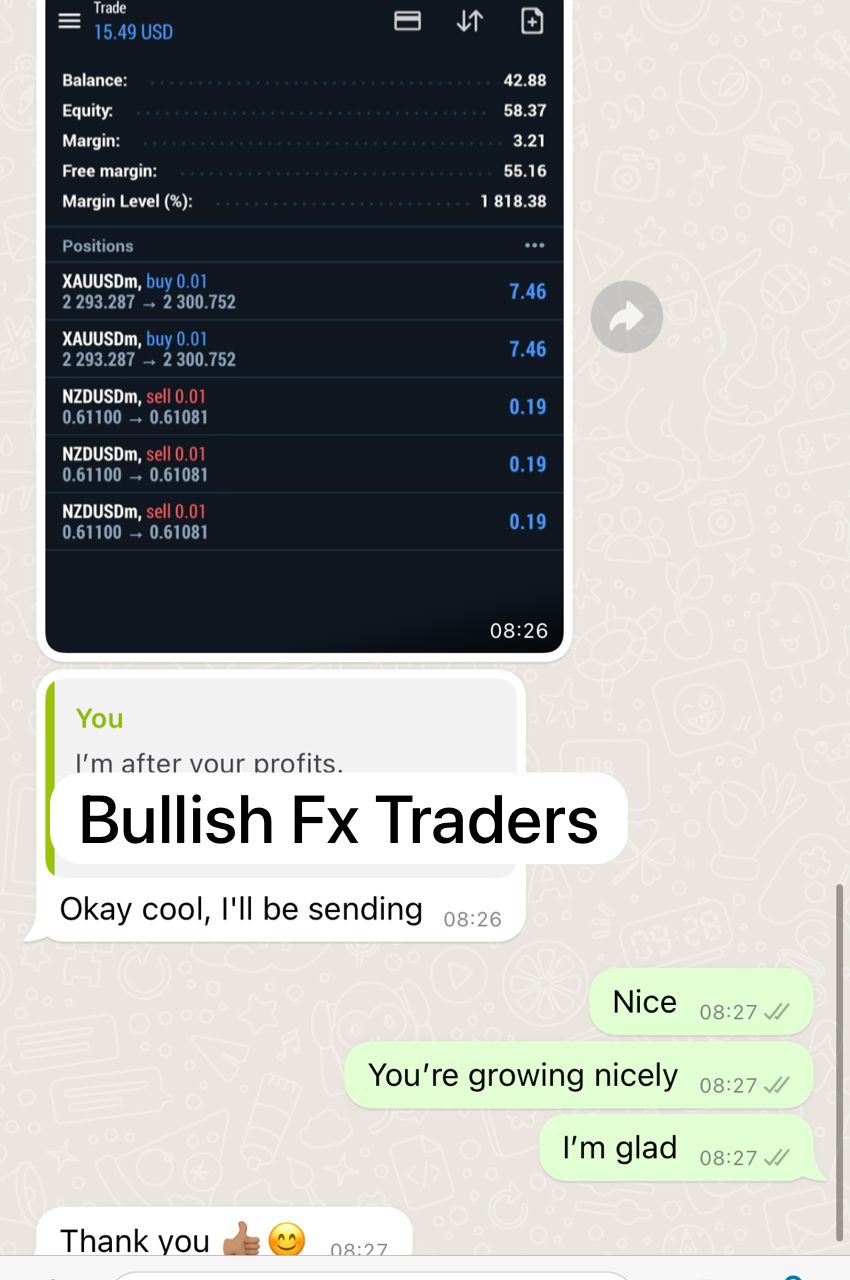 Trade
15.49 USD
Balance: 42.88
Equity: 58.37
Margin: 3.21
Free margin: 55.16
Margin Level (%): 1 818.38
Positions
XAUUSDm, buy 0.01
2 293.287 → 2 300.752 7.46
XAUUSDm, buy 0.01
2 293.287 → 2 300.752 7.46
NZDUSDm, sell 0.01
0.61100 → 0.61081 0.19
NZDUSDm, sell 0.01
0.61100 → 0.61081 0.19
NZDUSDm, sell 0.01
0.61100 → 0.61081 0.19
08:26
You
I'm after your profits.
Bullish Fx Traders
Okay cool, I'll be sending 08:26
Nice 08:27
You're growing nicely 08:27
I'm glad 08:27
Thank you 👍🏽😊 08:27